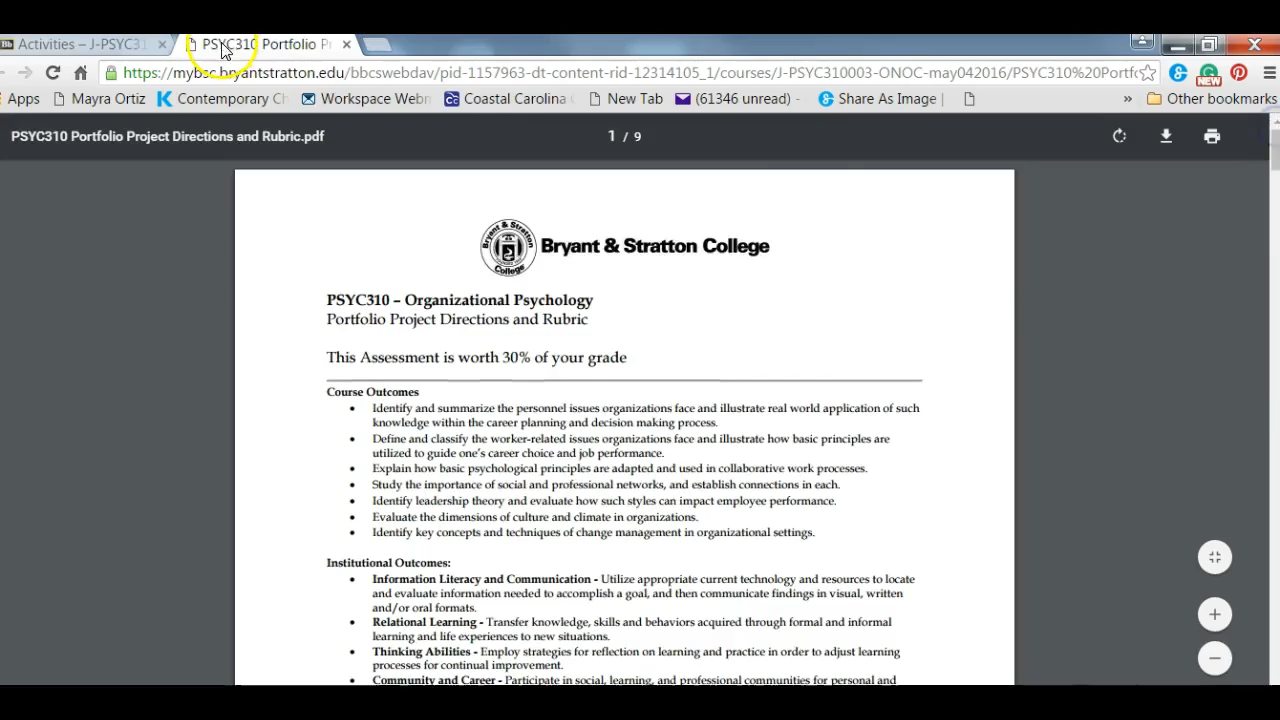 Bb Activities – J-PSYC31
PSYC310 Portfolio Pr
https://mybsc.bryantstratton.edu/bbcswebdav/pid-1157963-dt-content-rid-12314105_1/courses/J-PSYC310003-ONOC-may042016/PSYC310%20Portfo
NEW
Apps Mayra Ortiz Contemporary Ch Workspace Webm Coastal Carolina New Tab (61346 unread) - Share As Image | » Other bookmarks
PSYC310 Portfolio Project Directions and Rubric.pdf 1 / 9
Bryant & Stratton College
Bryant & Stratton College
PSYC310 – Organizational Psychology
Portfolio Project Directions and Rubric
This Assessment is worth 30% of your grade
Course Outcomes
• Identify and summarize the personnel issues organizations face and illustrate real world application of such
knowledge within the career planning and decision making process.
• Define and classify the worker-related issues organizations face and illustrate how basic principles are
utilized to guide one's career choice and job performance.
• Explain how basic psychological principles are adapted and used in collaborative work processes.
• Study the importance of social and professional networks, and establish connections in each.
• Identify leadership theory and evaluate how such styles can impact employee performance.
• Evaluate the dimensions of culture and climate in organizations.
• Identify key concepts and techniques of change management in organizational settings.
Institutional Outcomes:
• Information Literacy and Communication - Utilize appropriate current technology and resources to locate
and evaluate information needed to accomplish a goal, and then communicate findings in visual, written
and/or oral formats.
• Relational Learning - Transfer knowledge, skills and behaviors acquired through formal and informal
learning and life experiences to new situations.
• Thinking Abilities - Employ strategies for reflection on learning and practice in order to adjust learning
processes for continual improvement.
• Community and Career - Participate in social, learning, and professional communities for personal and